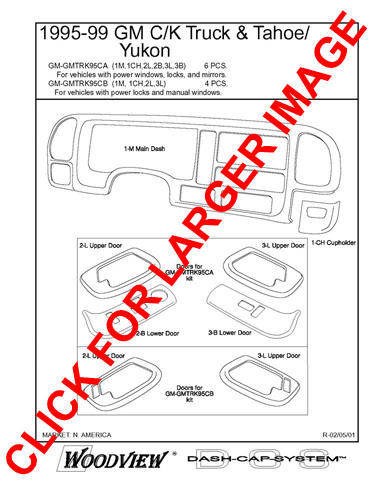 1995-99 GM C/K Truck & Tahoe/
Yukon
GM-GMTRK95CA (1M,1CH,2L,2B,3L,3B) 6 PCS.
For vehicles with power windows, locks, and mirrors.
GM-GMTRK95CB (1M,1CH,2L,3L) 4 PCS.
For vehicles with power locks and manual windows.
CLICK FOR LARGER IMAGE
1-M Main Dash
1-CH Cupholder
2-L Upper Door
3-L Upper Door
Doors for
GM-GMTRK95CA
kit
2-B Lower Door
3-B Lower Door
2-L Upper Door
3-L Upper Door
Doors for
GM-GMTRK95CB
kit
MARKET: N. AMERICA
R-02/05/01
WOODVIEW®
DCS
DASH-CAP-SYSTEM™